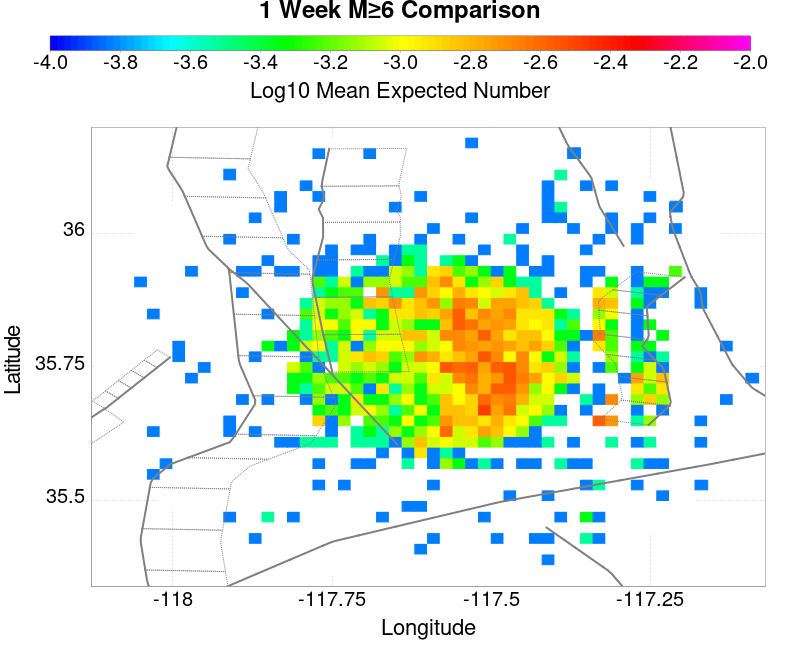 1 Week M≥6 Comparison
-4.0 -3.8 -3.6 -3.4 -3.2 -3.0 -2.8 -2.6 -2.4 -2.2 -2.0
Log10 Mean Expected Number
36
35.75
35.5
Latitude
-118 -117.75 -117.5 -117.25
Longitude